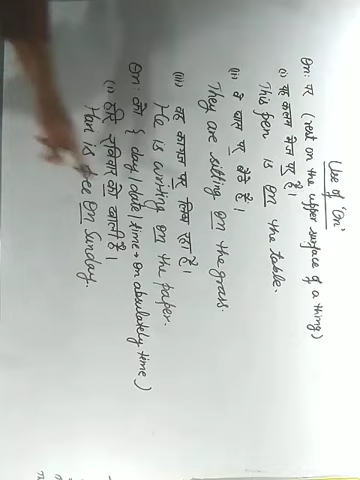 Use of "On"
On: पर (rest on the upper surface of a thing)
(i) यह कलम मेज पर है।
This pen is on the table.
(ii) वे घास पर बैठे हैं।
They are sitting on the grass.
(iii) वह कागज पर लिख रहा है।
He is writing on the paper.
On: को { day / date / time → on absolutely time )
(i) हरि रविवार को खाली है।
Hari is free on Sunday.